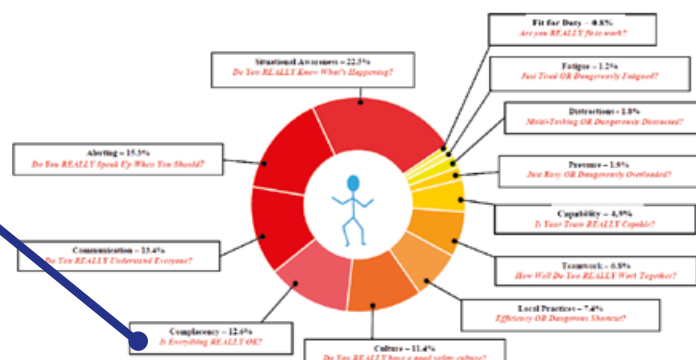 Fit for Duty – 0.8%
Are you REALLY fit to work?
Situational Awareness – 22.5%
Do You REALLY Know What's Happening?
Fatigue – 1.2%
Just Tired OR Dangerously Fatigued?
Distractions – 1.8%
Multi-Tasking OR Dangerously Distracted?
Alerting – 15.3%
Do You REALLY Speak Up When You Should?
Pressure – 1.9%
Just Busy OR Dangerously Overloaded?
Capability – 4.9%
Is Your Team REALLY Capable?
Communication – 13.4%
Do You REALLY Understand Everyone?
Teamwork – 6.8%
How Well Do You REALLY Work Together?
Local Practices – 7.4%
Efficiency OR Dangerous Shortcut?
Complacency – 12.6%
Is Everything REALLY OK?
Culture – 11.4%
Do You REALLY have a good safety culture?